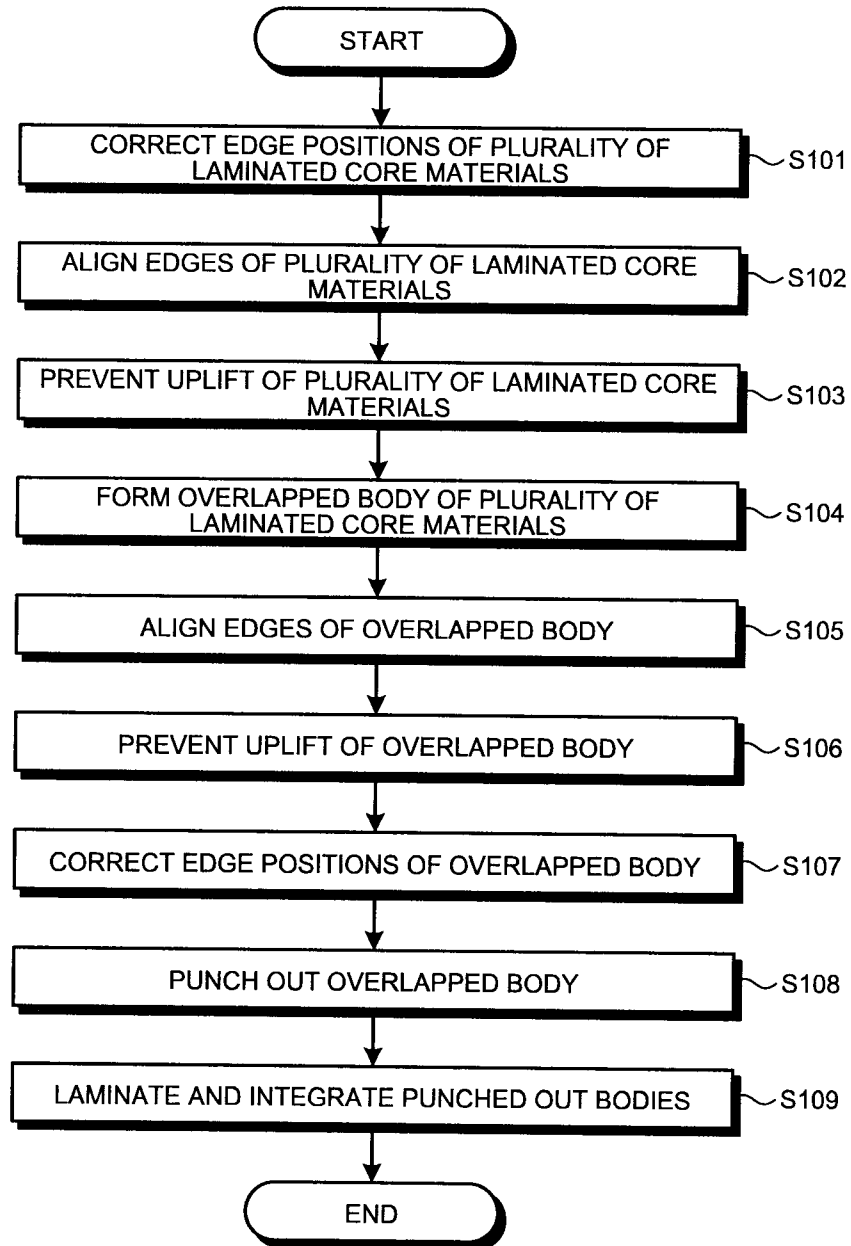 START
CORRECT EDGE POSITIONS OF PLURALITY OF
LAMINATED CORE MATERIALS
S101
ALIGN EDGES OF PLURALITY OF LAMINATED CORE
MATERIALS
S102
PREVENT UPLIFT OF PLURALITY OF LAMINATED CORE
MATERIALS
S103
FORM OVERLAPPED BODY OF PLURALITY OF
LAMINATED CORE MATERIALS
S104
ALIGN EDGES OF OVERLAPPED BODY
S105
PREVENT UPLIFT OF OVERLAPPED BODY
S106
CORRECT EDGE POSITIONS OF OVERLAPPED BODY
S107
PUNCH OUT OVERLAPPED BODY
S108
LAMINATE AND INTEGRATE PUNCHED OUT BODIES
S109
END